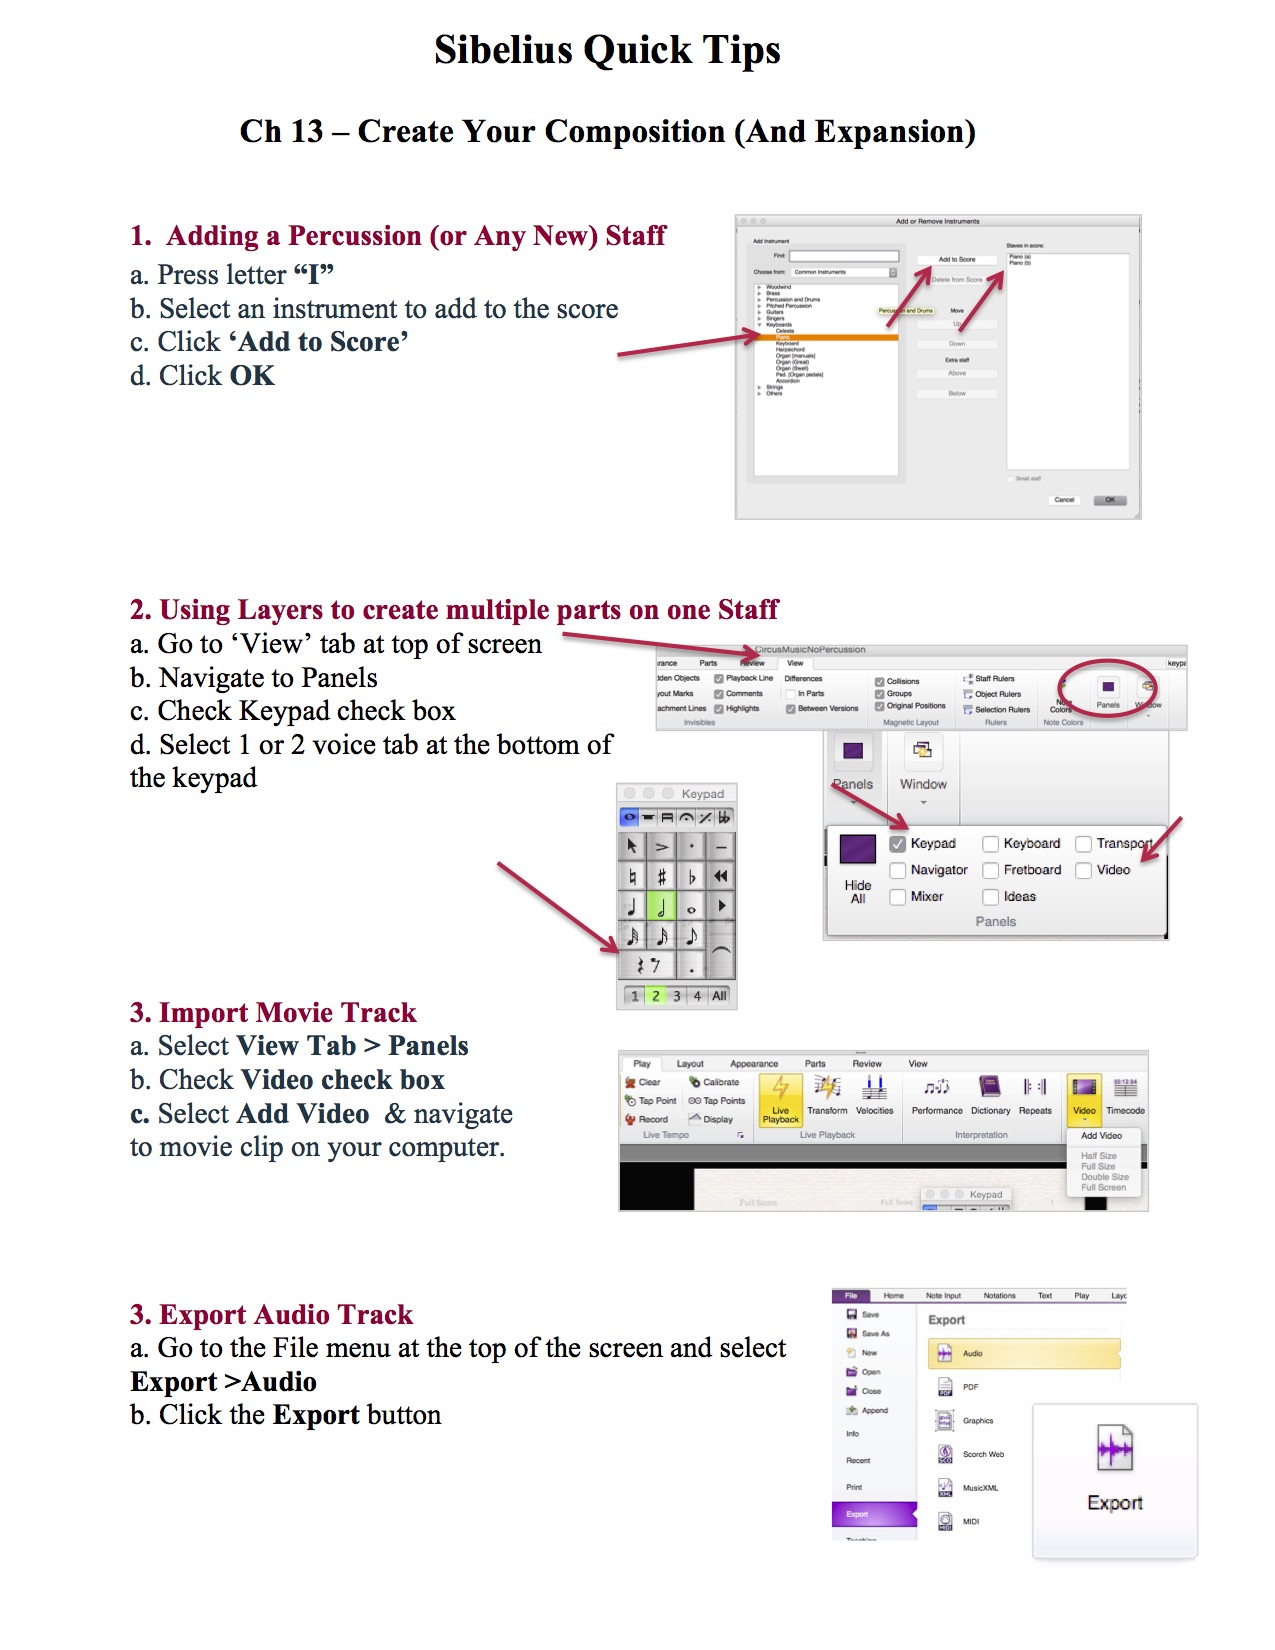 Sibelius Quick Tips
Ch 13 – Create Your Composition (And Expansion)
1. Adding a Percussion (or Any New) Staff
a. Press letter “I”
b. Select an instrument to add to the score
c. Click ‘Add to Score’
d. Click OK
Add or Remove Instruments
Add Instrument
Find:
Choose from: Common Instruments
Woodwind
Brass
Percussion and Drums
Pitched Percussion
Guitars
Singers
Keyboards
Celesta
Piano
Keyboard
Harpsichord
Organ [manuals]
Organ (Great)
Organ (Swell)
Ped. [Organ pedals]
Accordion
Strings
Others
Add to Score
Delete from Score
Percussion and Drums
Move
Up
Down
Extra staff
Above
Below
Staves in score:
Piano (a)
Piano (b)
Small staff
Cancel
OK
2. Using Layers to create multiple parts on one Staff
a. Go to ‘View’ tab at top of screen
b. Navigate to Panels
c. Check Keypad check box
d. Select 1 or 2 voice tab at the bottom of
the keypad
CircusMusicNoPercussion
rance Parts Review View keypa
dden Objects Playback Line Differences Collisions Staff Rulers
yout Marks Comments In Parts Groups Object Rulers
achment Lines Highlights Between Versions Original Positions Selection Rulers Note Colors Panels Window
Invisibles Magnetic Layout Rulers Note Colors
Panels Window
Keypad Keyboard Transport
Navigator Fretboard Video
Mixer Ideas
Hide All
Panels
Keypad
1 2 3 4 All
3. Import Movie Track
a. Select View Tab > Panels
b. Check Video check box
c. Select Add Video & navigate
to movie clip on your computer.
Play Layout Appearance Parts Review View
Clear Calibrate
Tap Point Tap Points
Record Display
Live Tempo
Live Playback Transform Velocities
Live Playback
Performance Dictionary Repeats
Interpretation
02:12:34
Video Timecode
Add Video
Half Size
Full Size
Double Size
Full Screen
Full Score Full Score
Keypad
3. Export Audio Track
a. Go to the File menu at the top of the screen and select
Export >Audio
b. Click the Export button
File Home Note Input Notations Text Play Layo
Save
Save As
New
Open
Close
Append
Info
Recent
Print
Export
Export
Audio
PDF
Graphics
Scorch Web
MusicXML
MIDI
Export